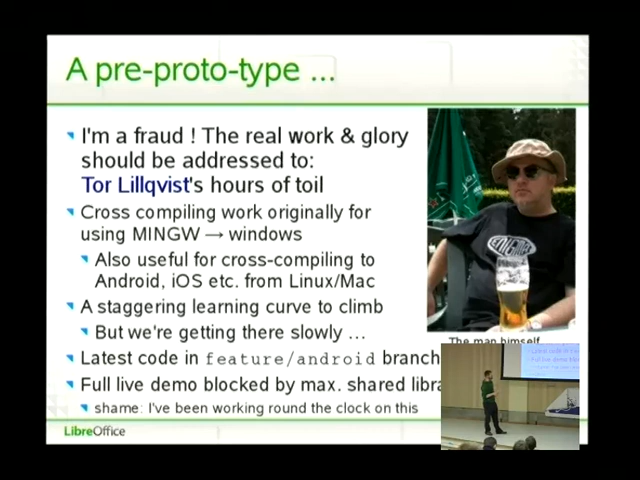 A pre-proto-type ...
I'm a fraud ! The real work & glory
should be addressed to:
Tor Lillqvist's hours of toil
Cross compiling work originally for
using MINGW → windows
Also useful for cross-compiling to
Android, iOS etc. from Linux/Mac
A staggering learning curve to climb
But we're getting there slowly ...
Latest code in feature/android branch
Full live demo blocked by max. shared
shame: I've been working round the clock on this
The man himself
LibreOffice